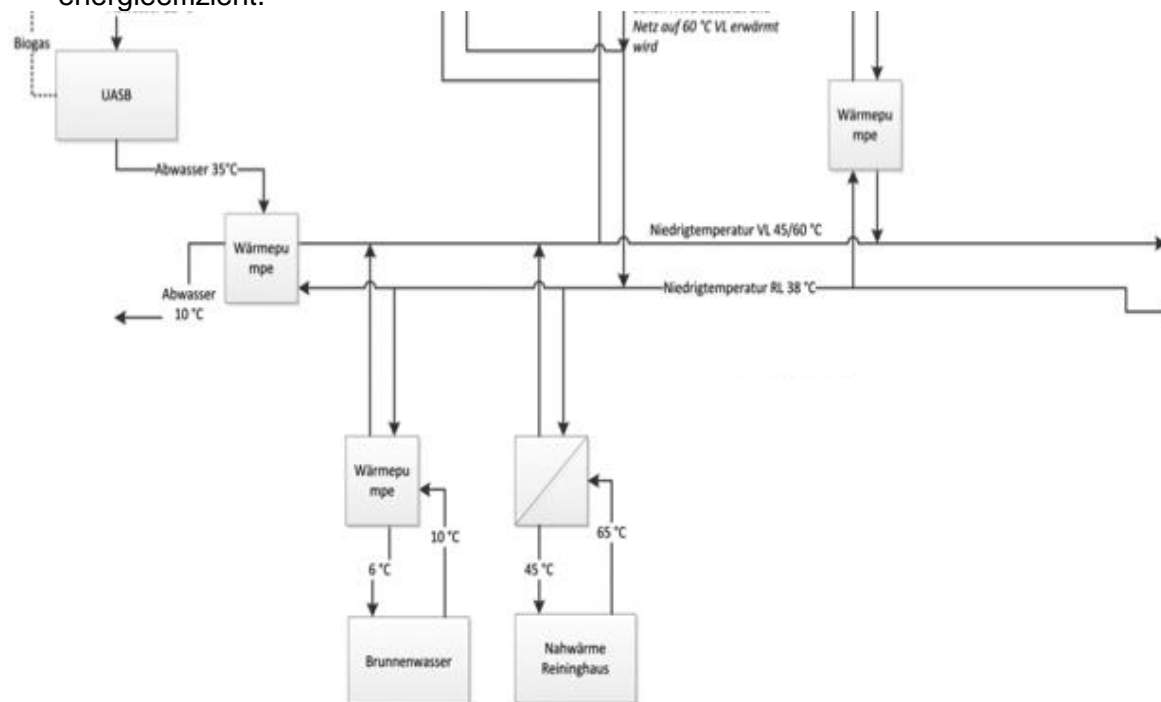 energieeffizient.
Netz auf 60 °C VL erwärmt
wird
Biogas
UASB
Wärmepu
mpe
Abwasser 35°C
Niedrigtemperatur VL 45/60 °C
Wärmepu
mpe
Abwasser
10 °C
Niedrigtemperatur RL 38 °C
Wärmepu
mpe
10 °C
65 °C
6 °C
45 °C
Brunnenwasser
Nahwärme
Reininghaus